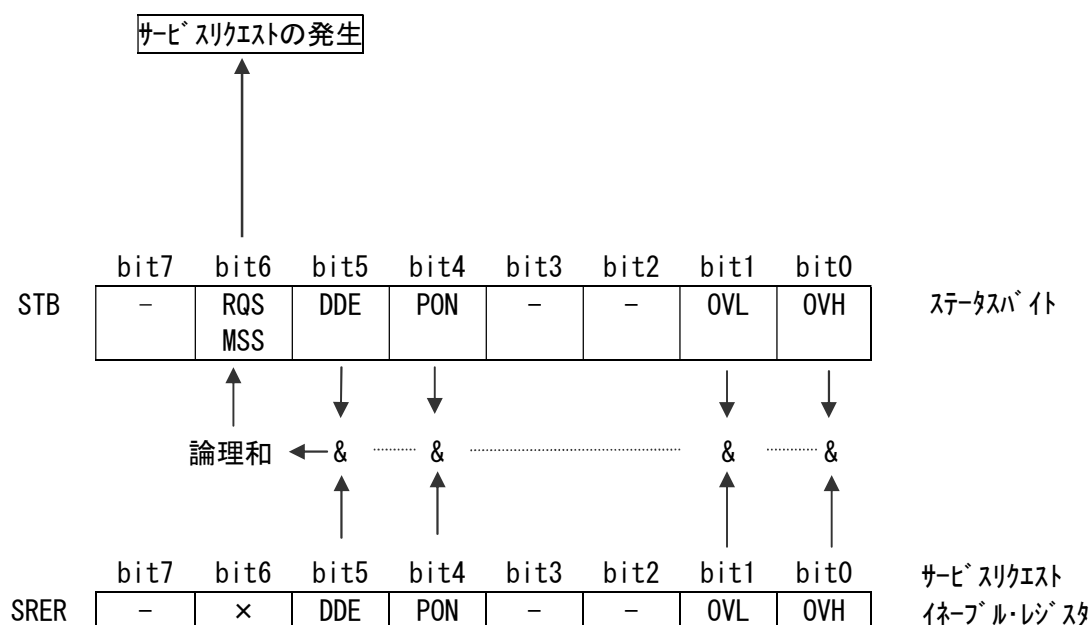 ｻｰﾋﾞｽﾘｸｴｽﾄの発生
bit7 bit6 bit5 bit4 bit3 bit2 bit1 bit0
STB － RQS DDE PON － － OVL OVH ｽﾃｰﾀｽﾊﾞｲﾄ
MSS
論理和 & & & &
bit7 bit6 bit5 bit4 bit3 bit2 bit1 bit0 ｻｰﾋﾞｽﾘｸｴｽﾄ
SRER － × DDE PON － － OVL OVH ｲﾈｰﾌﾞﾙ・ﾚｼﾞｽﾀ